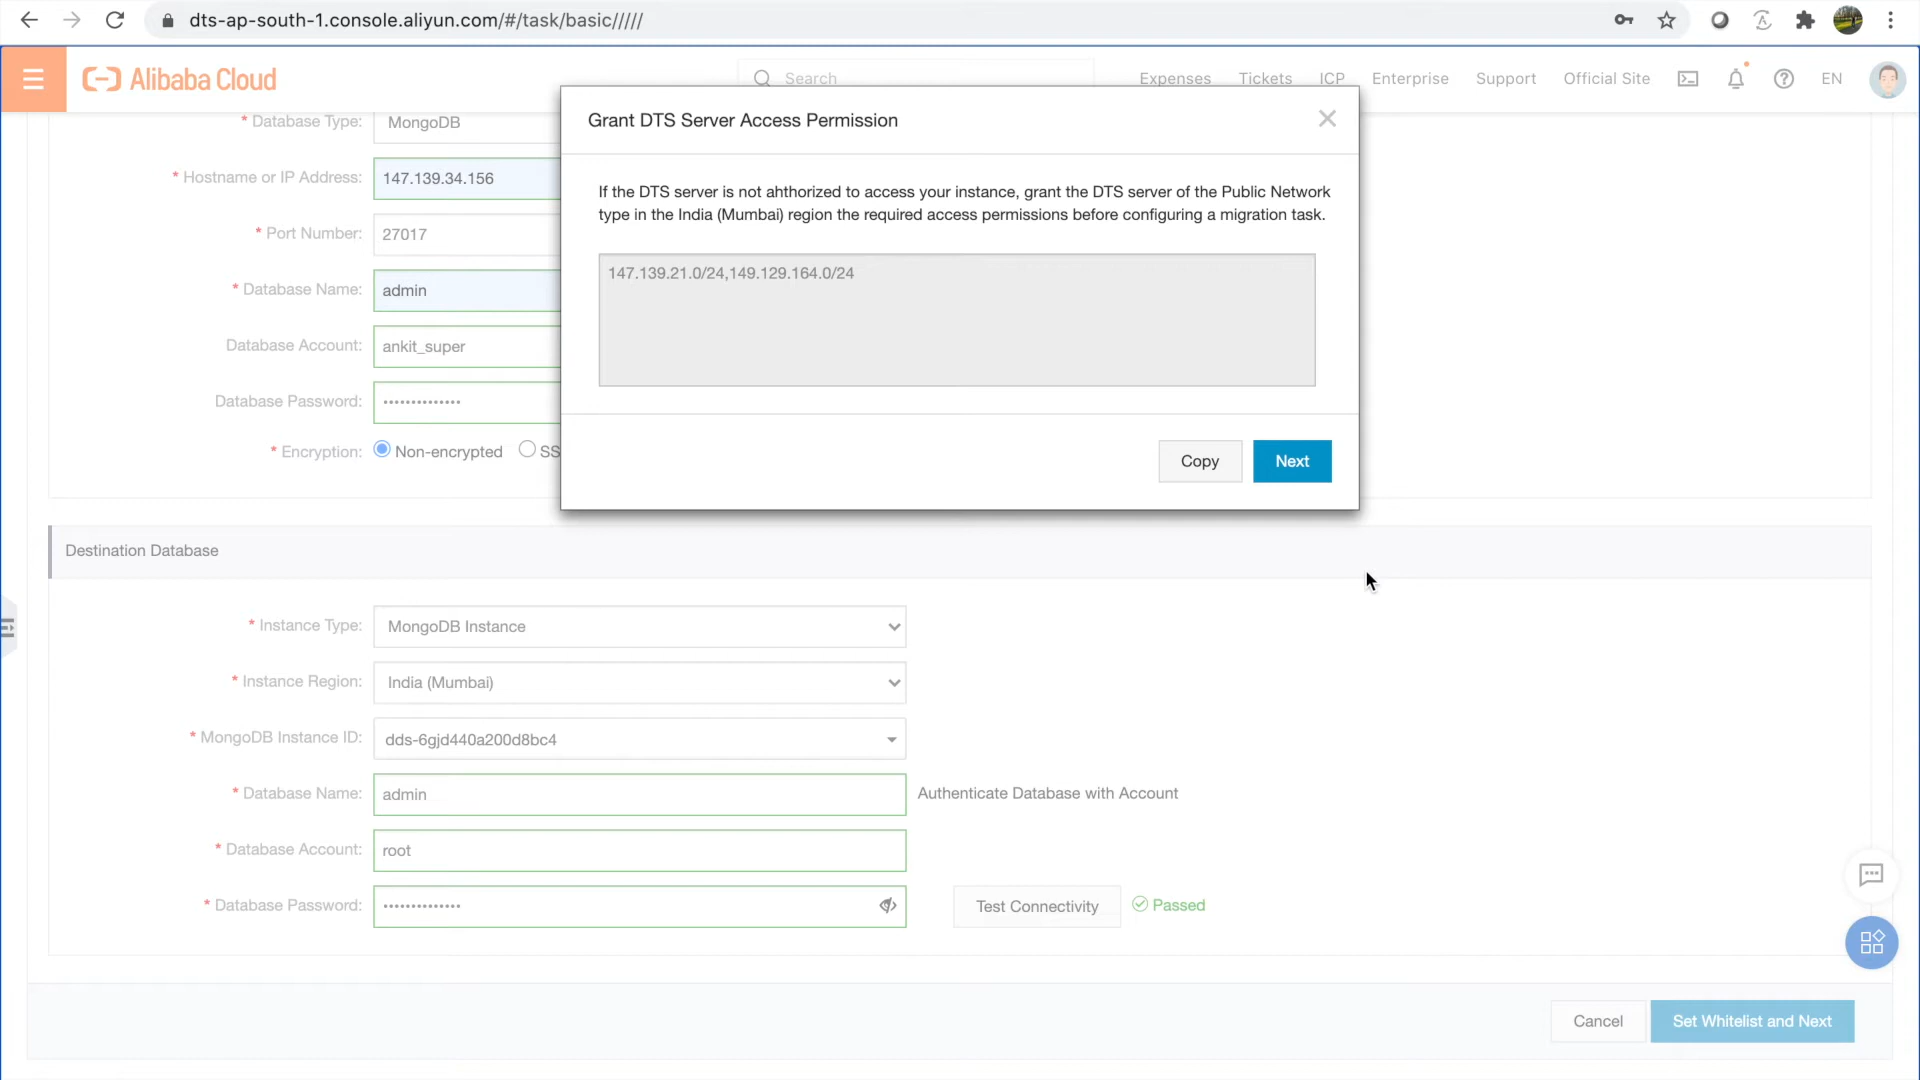 dts-ap-south-1.console.aliyun.com/#/task/basic/////
Alibaba Cloud
Search
Expenses Tickets ICP Enterprise Support Official Site EN
* Database Type: MongoDB
* Hostname or IP Address: 147.139.34.156
* Port Number: 27017
* Database Name: admin
Database Account: ankit_super
Database Password: ••••••••••••••
* Encryption: Non-encrypted SS
Grant DTS Server Access Permission
If the DTS server is not ahthorized to access your instance, grant the DTS server of the Public Network
type in the India (Mumbai) region the required access permissions before configuring a migration task.
147.139.21.0/24,149.129.164.0/24
Copy Next
Destination Database
* Instance Type: MongoDB Instance
* Instance Region: India (Mumbai)
* MongoDB Instance ID: dds-6gjd440a200d8bc4
* Database Name: admin Authenticate Database with Account
* Database Account: root
* Database Password: •••••••••••••• Test Connectivity Passed
Cancel Set Whitelist and Next